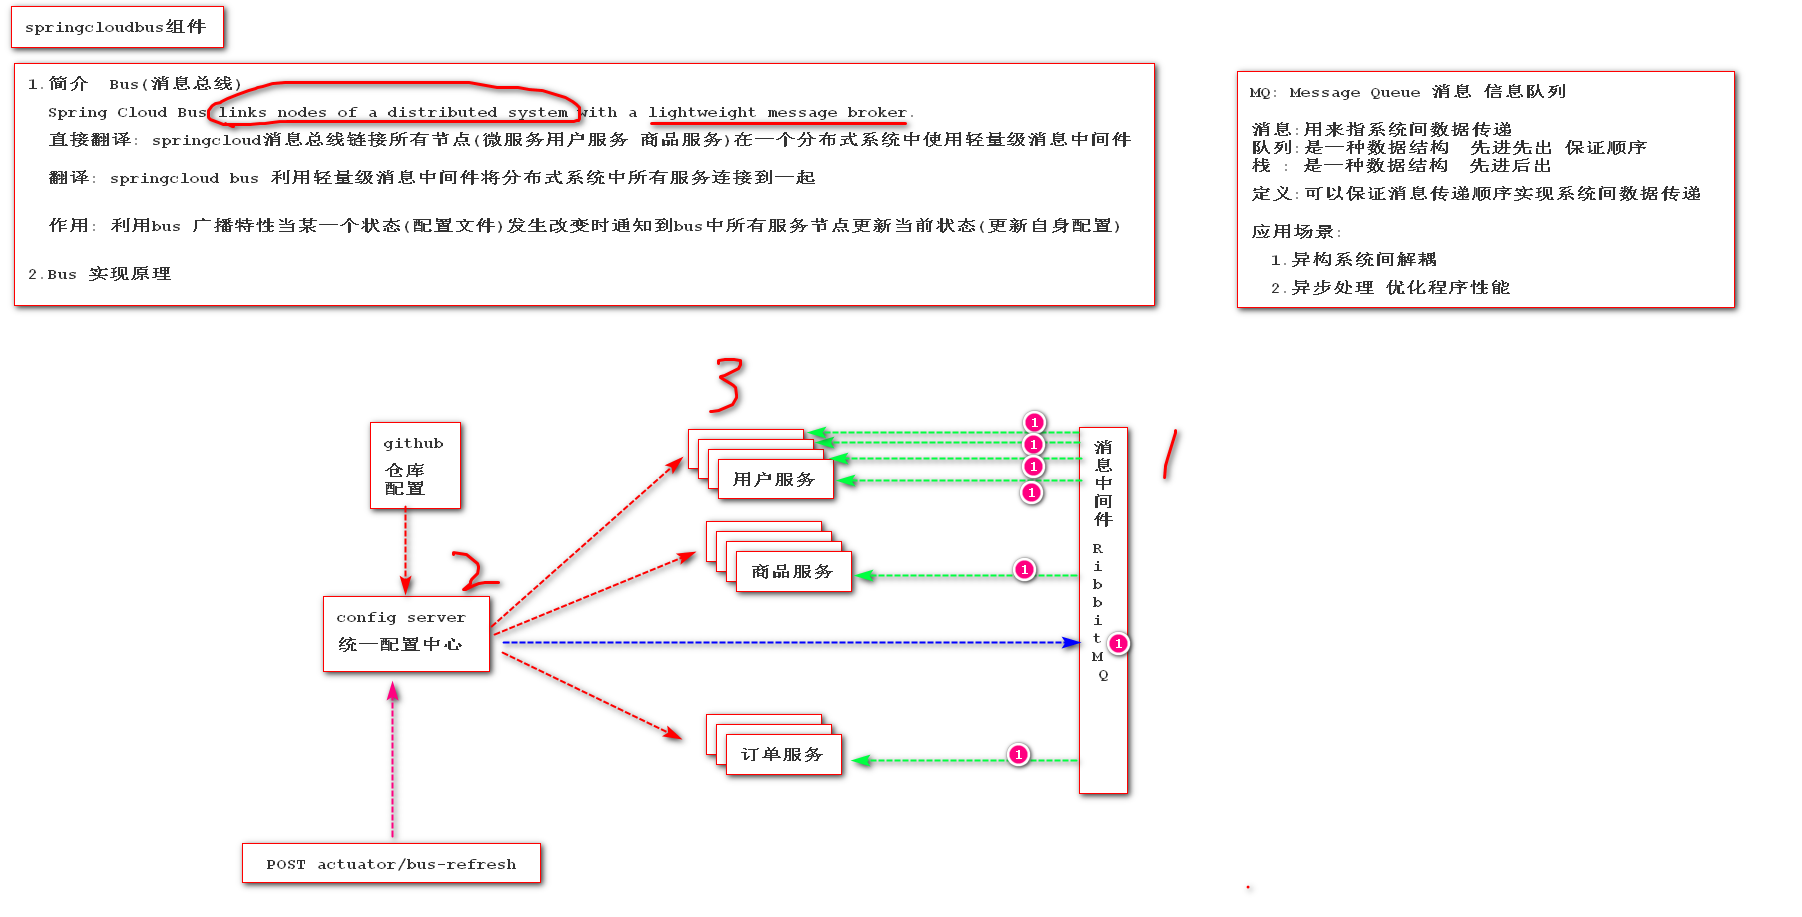 springcloudbus组件
1.简介 Bus(消息总线)
Spring Cloud Bus links nodes of a distributed system with a lightweight message broker.
直接翻译: springcloud消息总线链接所有节点(微服务用户服务 商品服务)在一个分布式系统中使用轻量级消息中间件
翻译: springcloud bus 利用轻量级消息中间件将分布式系统中所有服务连接到一起
作用: 利用bus 广播特性当某一个状态(配置文件)发生改变时通知到bus中所有服务节点更新当前状态(更新自身配置)
2.Bus 实现原理
MQ: Message Queue 消息 信息队列
消息:用来指系统间数据传递
队列:是一种数据结构 先进先出 保证顺序
栈 : 是一种数据结构 先进后出
定义:可以保证消息传递顺序实现系统间数据传递
应用场景:
1.异构系统间解耦
2.异步处理 优化程序性能
3
github
仓库
配置
2
config server
统一配置中心
POST actuator/bus-refresh
用户服务
商品服务
订单服务
1
1
1
1
1
1
1
消息中间件
RibbitMQ
1